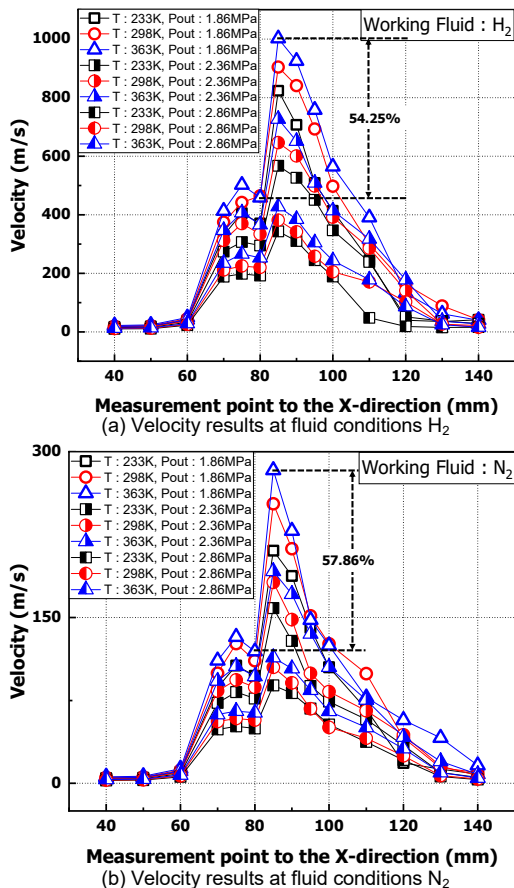 Working Fluid : H2
T : 233K, Pout : 1.86MPa
T : 298K, Pout : 1.86MPa
T : 363K, Pout : 1.86MPa
T : 233K, Pout : 2.36MPa
T : 298K, Pout : 2.36MPa
T : 363K, Pout : 2.36MPa
T : 233K, Pout : 2.86MPa
T : 298K, Pout : 2.86MPa
T : 363K, Pout : 2.86MPa
54.25%
1000
800
600
400
200
0
Velocity (m/s)
40 60 80 100 120 140
Measurement point to the X-direction (mm)
(a) Velocity results at fluid conditions H2
Working Fluid : N2
T : 233K, Pout : 1.86MPa
T : 298K, Pout : 1.86MPa
T : 363K, Pout : 1.86MPa
T : 233K, Pout : 2.36MPa
T : 298K, Pout : 2.36MPa
T : 363K, Pout : 2.36MPa
T : 233K, Pout : 2.86MPa
T : 298K, Pout : 2.86MPa
T : 363K, Pout : 2.86MPa
57.86%
300
150
0
Velocity (m/s)
40 60 80 100 120 140
Measurement point to the X-direction (mm)
(b) Velocity results at fluid conditions N2